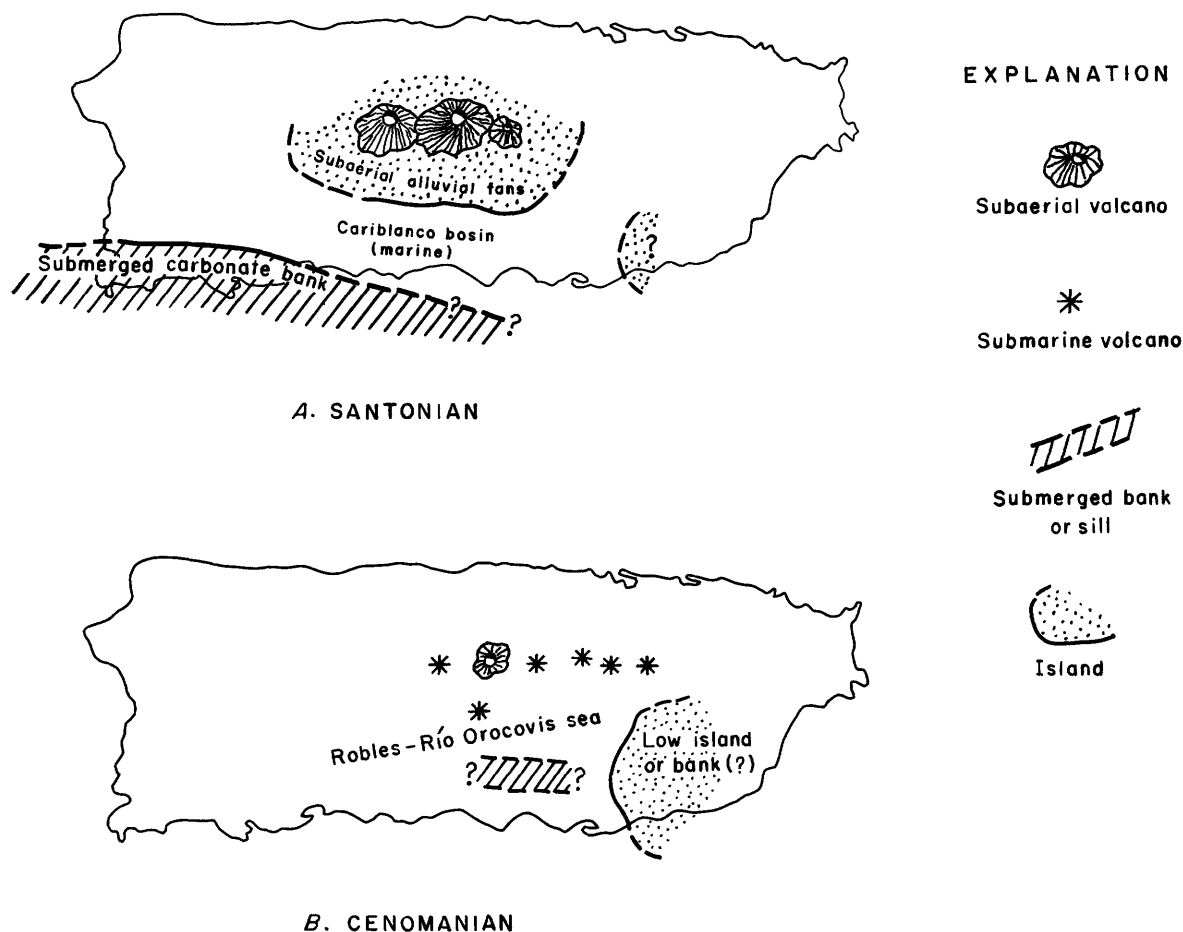 EXPLANATION
Subaerial alluvial fans
Subaerial volcano
Cariblanco basin
(marine)
?
Submerged carbonate bank
?
?
Submarine volcano
A. SANTONIAN
Submerged bank
or sill
Island
Robles-Río Orocovis sea
Low island
or bank (?)
? ?
B. CENOMANIAN